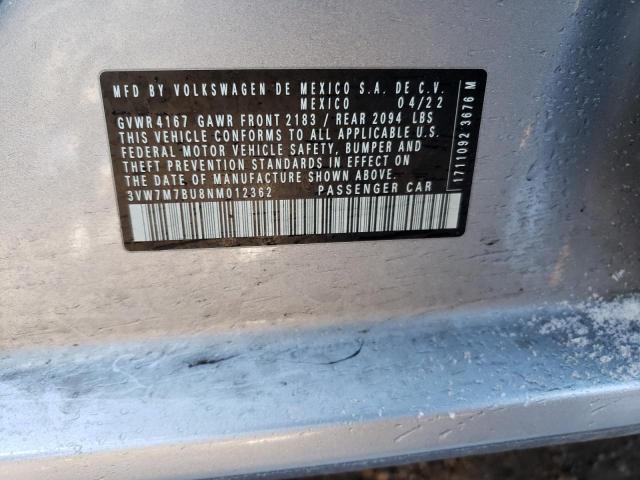 MFD BY VOLKSWAGEN DE MEXICO S.A. DE C.V.
MEXICO 04/22
GVWR4167 GAWR FRONT 2183 / REAR 2094 LBS
THIS VEHICLE CONFORMS TO ALL APPLICABLE U.S.
FEDERAL MOTOR VEHICLE SAFETY, BUMPER AND
THEFT PREVENTION STANDARDS IN EFFECT ON THE
DATE OF MANUFACTURE SHOWN ABOVE.
3VW7M7BU8NM012362 PASSENGER CAR
1711092 3676 M